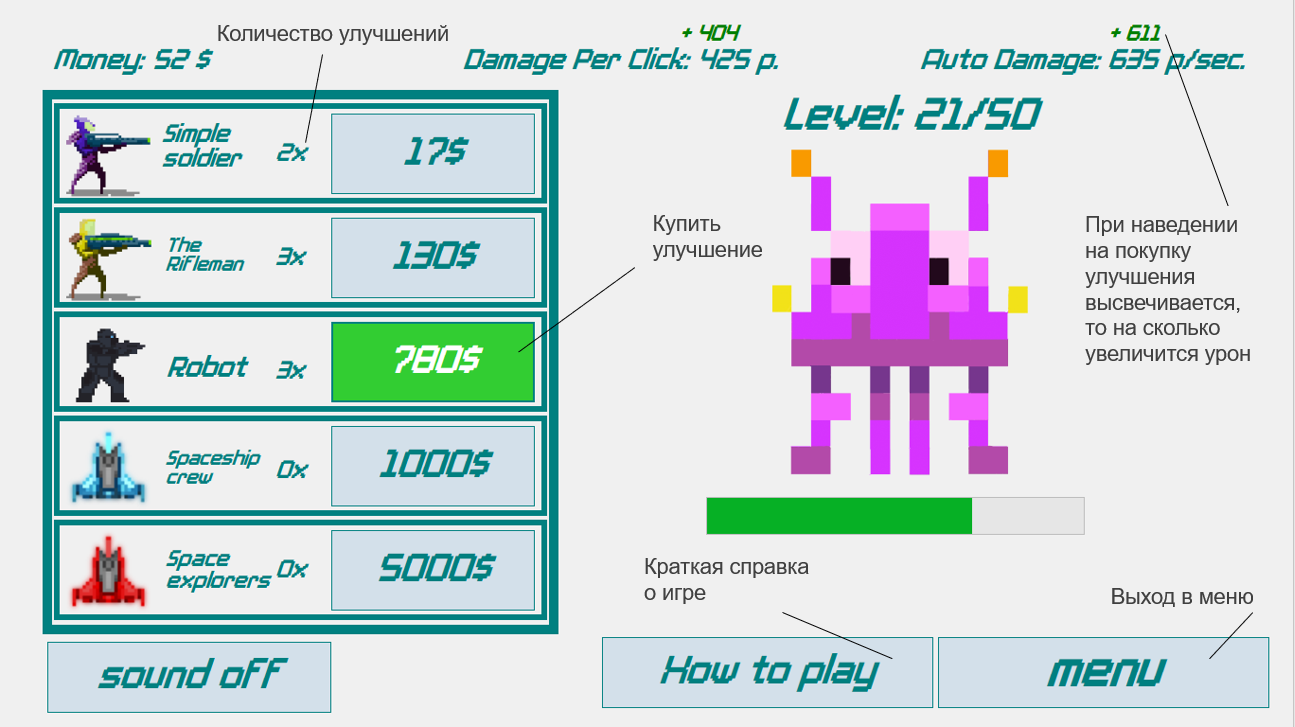 Количество улучшений
+ 404
+ 611
Money: 52 $
Damage Per Click: 425 p.
Auto Damage: 635 p/sec.
Level: 21/50
Simple
soldier
2x
17$
The
Rifleman
3x
130$
Robot
3x
780$
Spaceship
crew
0x
1000$
Space
explorers
0x
5000$
Купить
улучшение
При наведении
на покупку
улучшения
высвечивается,
то на сколько
увеличится урон
Краткая справка
о игре
Выход в меню
sound off
How to play
menu